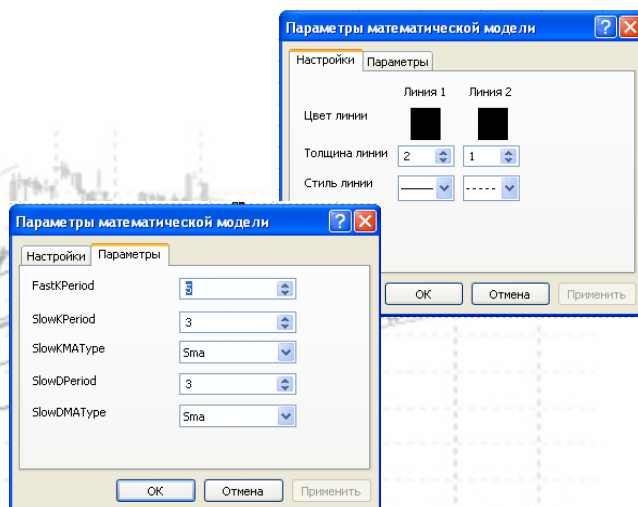 Параметры математической модели
Настройки Параметры
Линия 1 Линия 2
Цвет линии
Толщина линии 2 1
Стиль линии
OK Отмена Применить
Параметры математической модели
Настройки Параметры
FastKPeriod 5
SlowKPeriod 3
SlowKMAType Sma
SlowDPeriod 3
SlowDMAType Sma
OK Отмена Применить